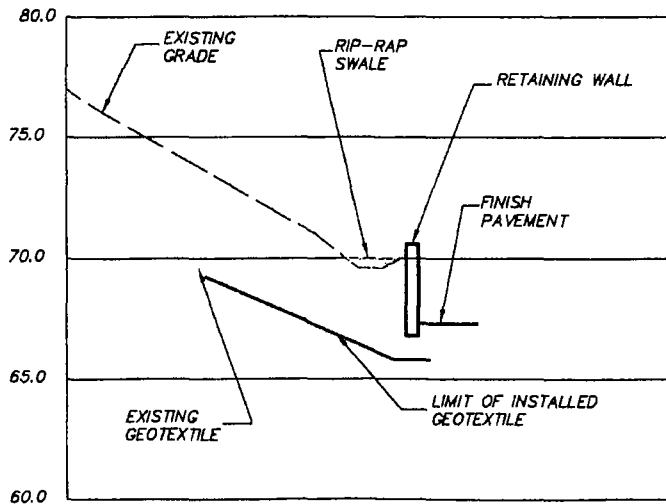 80.0
EXISTING
GRADE
RIP-RAP
SWALE
RETAINING WALL
75.0
FINISH
PAVEMENT
70.0
65.0
EXISTING
GEOTEXTILE
LIMIT OF INSTALLED
GEOTEXTILE
60.0